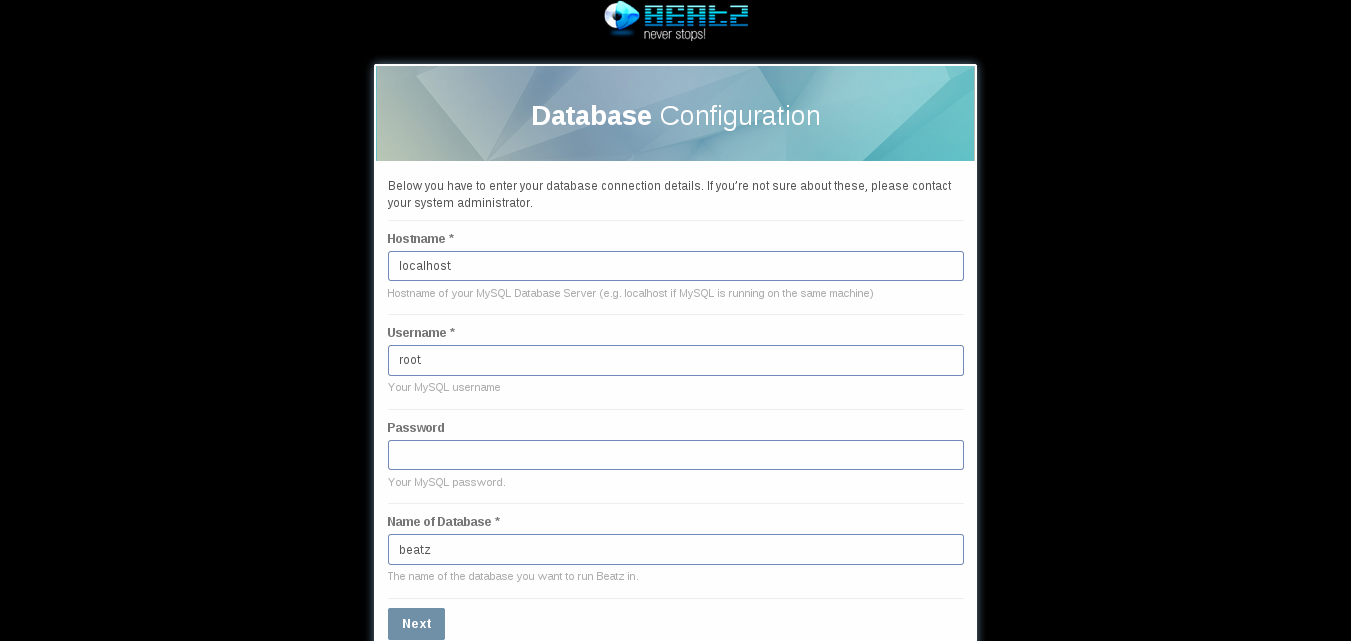 BEATZ
never stops!
Database Configuration
Below you have to enter your database connection details. If you’re not sure about these, please contact
your system administrator.
Hostname *
localhost
Hostname of your MySQL Database Server (e.g. localhost if MySQL is running on the same machine)
Username *
root
Your MySQL username
Password
Your MySQL password.
Name of Database *
beatz
The name of the database you want to run Beatz in.
Next